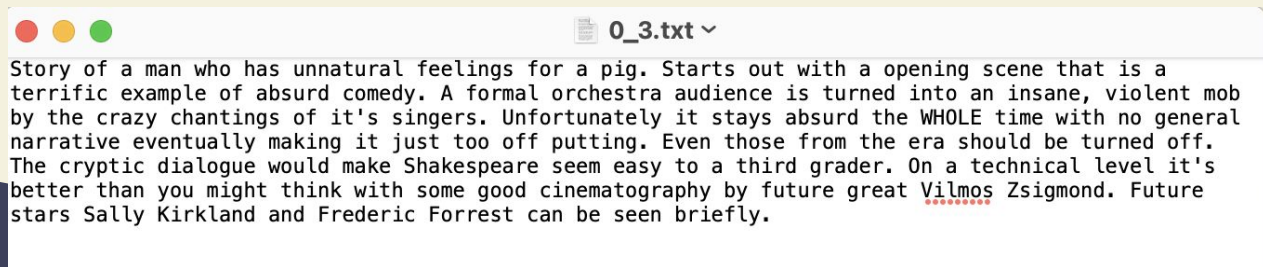 0_3.txt
Story of a man who has unnatural feelings for a pig. Starts out with a opening scene that is a
terrific example of absurd comedy. A formal orchestra audience is turned into an insane, violent mob
by the crazy chantings of it's singers. Unfortunately it stays absurd the WHOLE time with no general
narrative eventually making it just too off putting. Even those from the era should be turned off.
The cryptic dialogue would make Shakespeare seem easy to a third grader. On a technical level it's
better than you might think with some good cinematography by future great Vilmos Zsigmond. Future
stars Sally Kirkland and Frederic Forrest can be seen briefly.